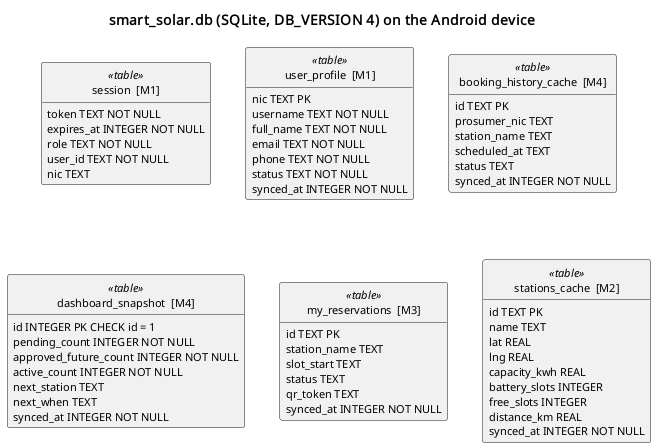 smart_solar.db (SQLite, DB_VERSION 4) on the Android device
«table»
session [M1]
token TEXT NOT NULL
expires_at INTEGER NOT NULL
role TEXT NOT NULL
user_id TEXT NOT NULL
nic TEXT
«table»
user_profile [M1]
nic TEXT PK
username TEXT NOT NULL
full_name TEXT NOT NULL
email TEXT NOT NULL
phone TEXT NOT NULL
status TEXT NOT NULL
synced_at INTEGER NOT NULL
«table»
booking_history_cache [M4]
id TEXT PK
prosumer_nic TEXT
station_name TEXT
scheduled_at TEXT
status TEXT
synced_at INTEGER NOT NULL
«table»
dashboard_snapshot [M4]
id INTEGER PK CHECK id = 1
pending_count INTEGER NOT NULL
approved_future_count INTEGER NOT NULL
active_count INTEGER NOT NULL
next_station TEXT
next_when TEXT
synced_at INTEGER NOT NULL
«table»
my_reservations [M3]
id TEXT PK
station_name TEXT
slot_start TEXT
status TEXT
qr_token TEXT
synced_at INTEGER NOT NULL
«table»
stations_cache [M2]
id TEXT PK
name TEXT
lat REAL
lng REAL
capacity_kwh REAL
battery_slots INTEGER
free_slots INTEGER
distance_km REAL
synced_at INTEGER NOT NULL